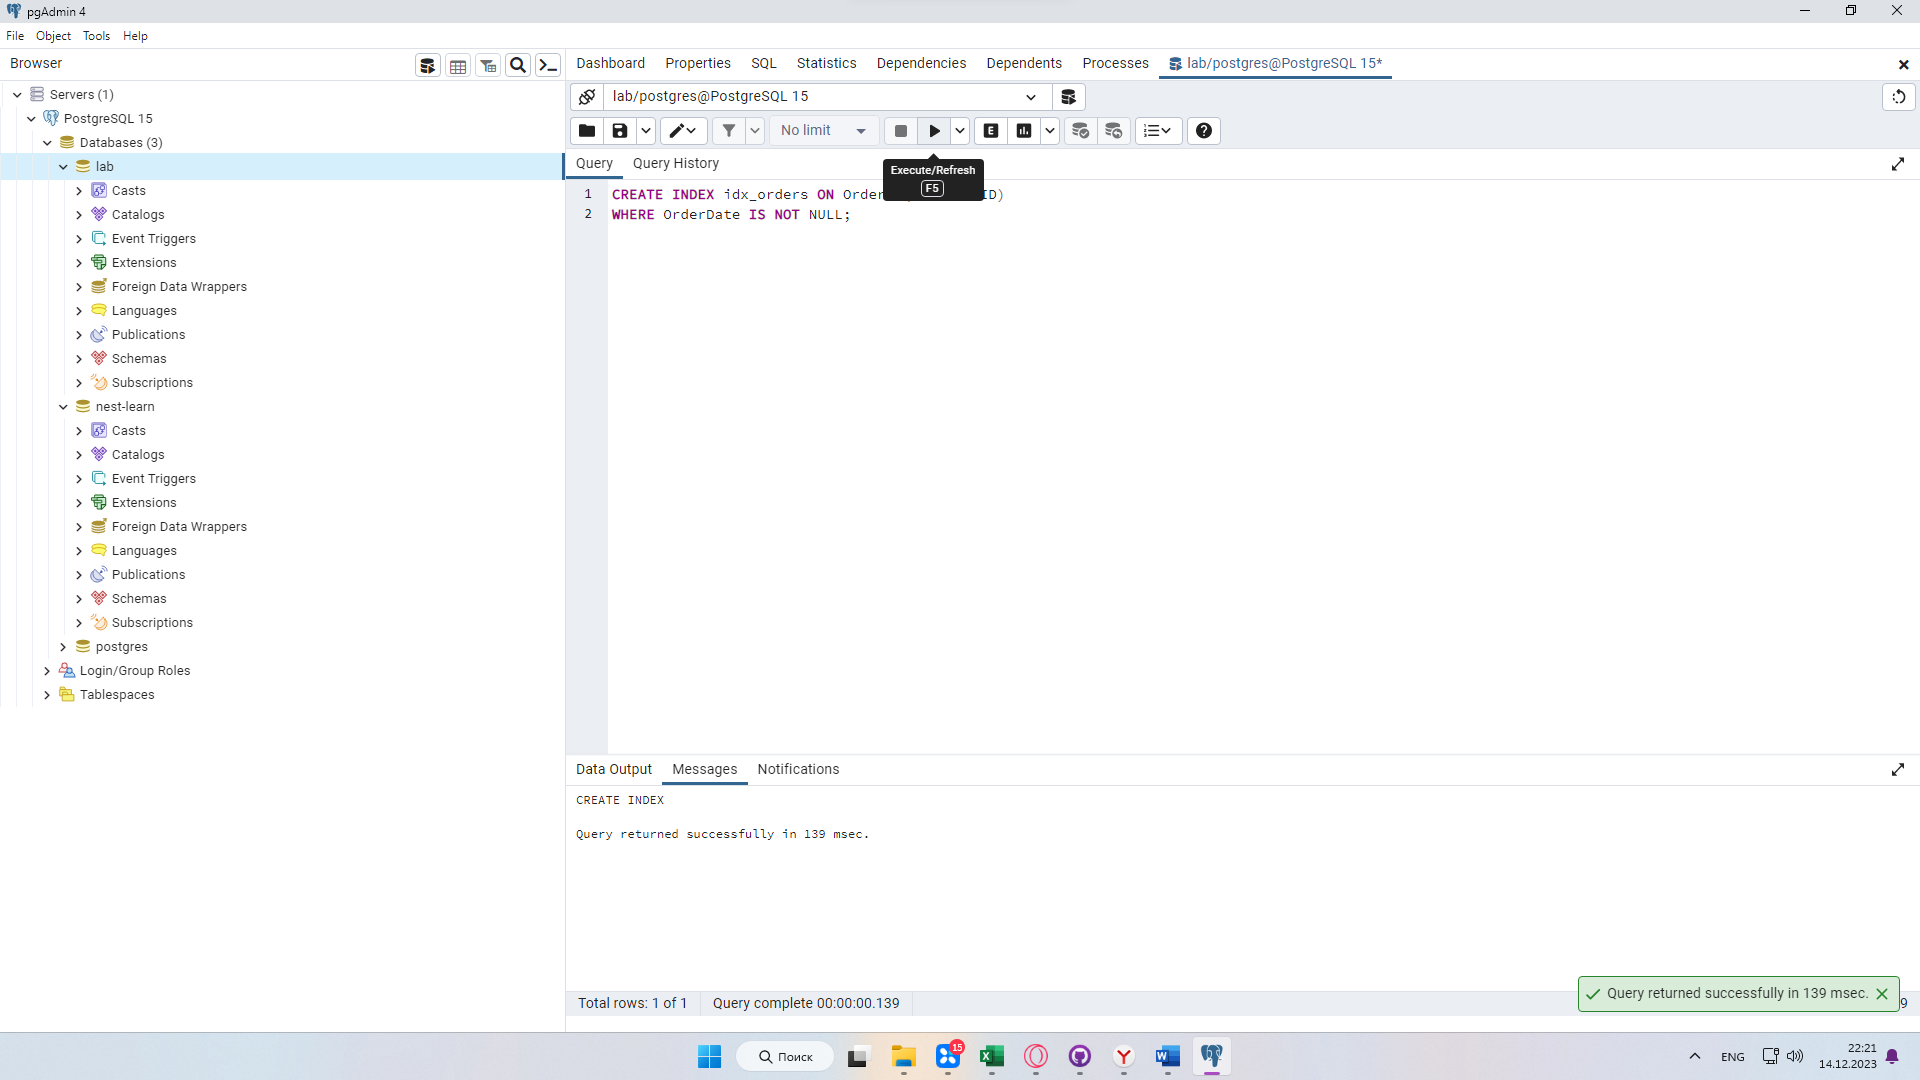 pgAdmin 4
File Object Tools Help
Browser
Dashboard Properties SQL Statistics Dependencies Dependents Processes lab/postgres@PostgreSQL 15*
Servers (1)
PostgreSQL 15
Databases (3)
lab
Casts
Catalogs
Event Triggers
Extensions
Foreign Data Wrappers
Languages
Publications
Schemas
Subscriptions
nest-learn
Casts
Catalogs
Event Triggers
Extensions
Foreign Data Wrappers
Languages
Publications
Schemas
Subscriptions
postgres
Login/Group Roles
Tablespaces
lab/postgres@PostgreSQL 15
No limit
E
Query Query History
Execute/Refresh
F5
1 CREATE INDEX idx_orders ON Order ID)
2 WHERE OrderDate IS NOT NULL;
Data Output Messages Notifications
CREATE INDEX
Query returned successfully in 139 msec.
Total rows: 1 of 1 Query complete 00:00:00.139
Query returned successfully in 139 msec.
9
Поиск
15
ENG
22:21
14.12.2023